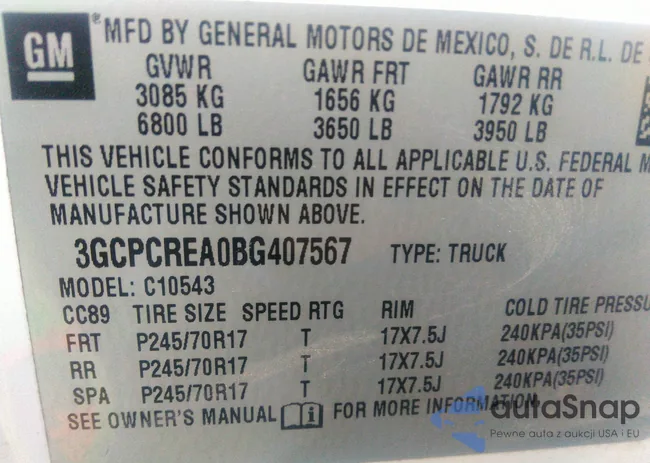 GM
MFD BY GENERAL MOTORS DE MEXICO, S. DE R.L. DE
GVWR GAWR FRT GAWR RR
3085 KG 1656 KG 1792 KG
6800 LB 3650 LB 3950 LB
THIS VEHICLE CONFORMS TO ALL APPLICABLE U.S. FEDERAL M
VEHICLE SAFETY STANDARDS IN EFFECT ON THE DATE OF
MANUFACTURE SHOWN ABOVE.
3GCPCREA0BG407567 TYPE: TRUCK
MODEL: C10543
CC89 TIRE SIZE SPEED RTG RIM COLD TIRE PRESSU
FRT P245/70R17 T 17X7.5J 240KPA(35PSI)
RR P245/70R17 T 17X7.5J 240KPA(35PSI)
SPA P245/70R17 T 17X7.5J 240KPA(35PSI)
SEE OWNER'S MANUAL i FOR MORE INFORMATION
autaSnap
Pewne auta z aukcji USA i EU